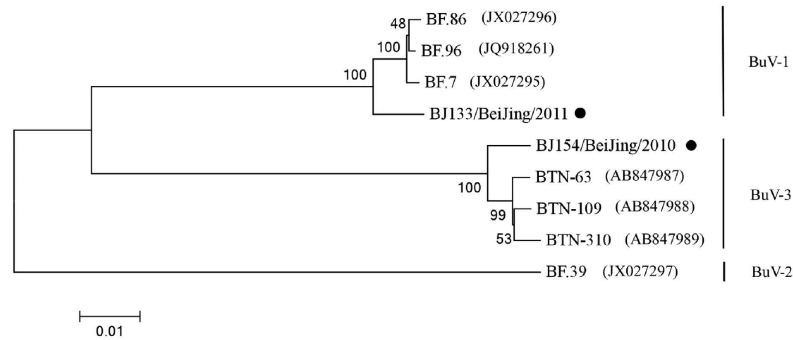 48 BF.86 (JX027296)
100 BF.96 (JQ918261)
BuV-1
100 BF.7 (JX027295)
BJ133/BeiJing/2011 ●
BJ154/BeiJing/2010 ●
100 BTN-63 (AB847987)
BuV-3
99 BTN-109 (AB847988)
53 BTN-310 (AB847989)
BF.39 (JX027297) BuV-2
0.01